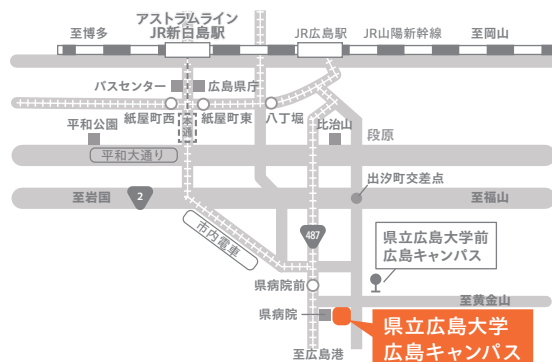 アストラムライン
JR新白島駅
至博多
JR広島駅
JR山陽新幹線
至岡山
バスセンター
広島県庁
紙屋町西
紙屋町東
八丁堀
本通
平和公園
比治山
段原
平和大通り
出汐町交差点
至岩国
2
至福山
市内電車
487
県立広島大学前
広島キャンパス
県病院前
至黄金山
県病院
県立広島大学
広島キャンパス
至広島港